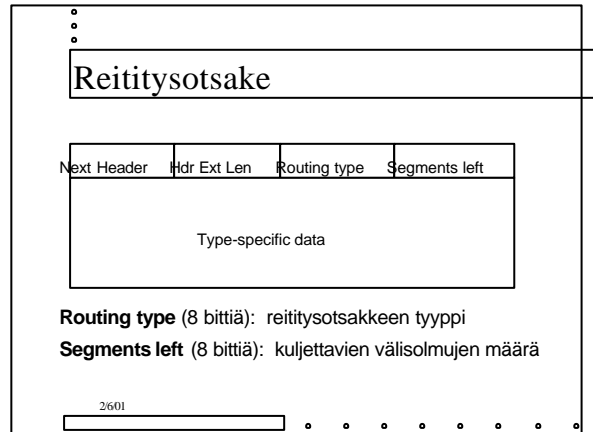 Reititysotsake
Next Header Hdr Ext Len Routing type Segments left
Type-specific data
Routing type (8 bittiä): reititysotsakkeen tyyppi
Segments left (8 bittiä): kuljettavien välisolmujen määrä
2/6/01